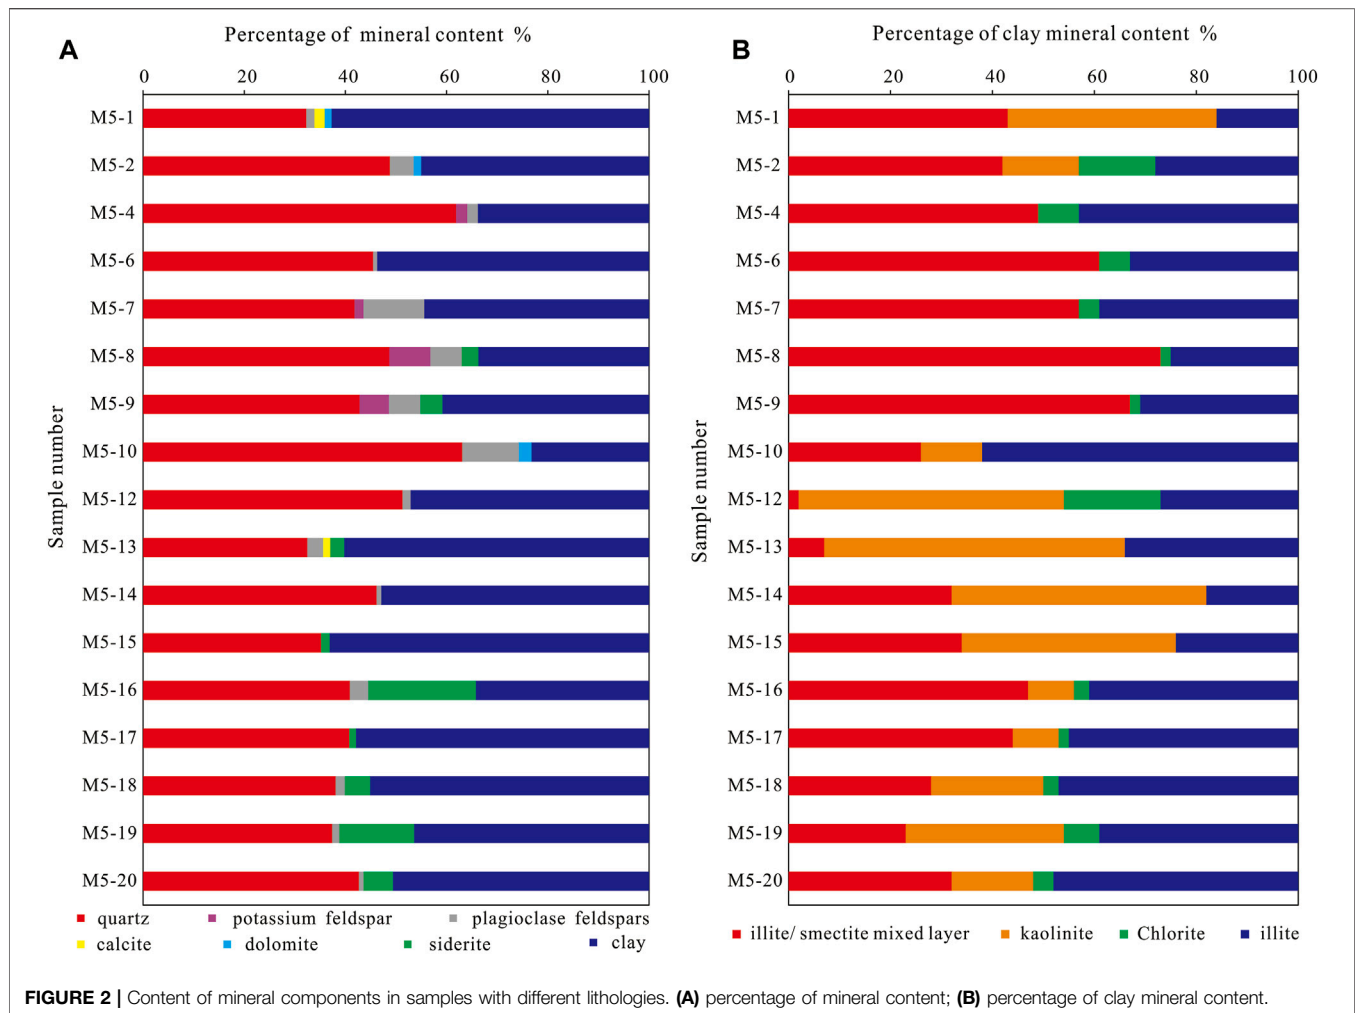 A
Percentage of mineral content %
0 20 40 60 80 100
M5-1
M5-2
M5-4
M5-6
M5-7
M5-8
M5-9
M5-10
M5-12
M5-13
M5-14
M5-15
M5-16
M5-17
M5-18
M5-19
M5-20
Sample number
quartz potassium feldspar plagioclase feldspars
calcite dolomite siderite clay
B
Percentage of clay mineral content %
0 20 40 60 80 100
M5-1
M5-2
M5-4
M5-6
M5-7
M5-8
M5-9
M5-10
M5-12
M5-13
M5-14
M5-15
M5-16
M5-17
M5-18
M5-19
M5-20
Sample number
illite/ smectite mixed layer kaolinite Chlorite illite
FIGURE 2 | Content of mineral components in samples with different lithologies. (A) percentage of mineral content; (B) percentage of clay mineral content.